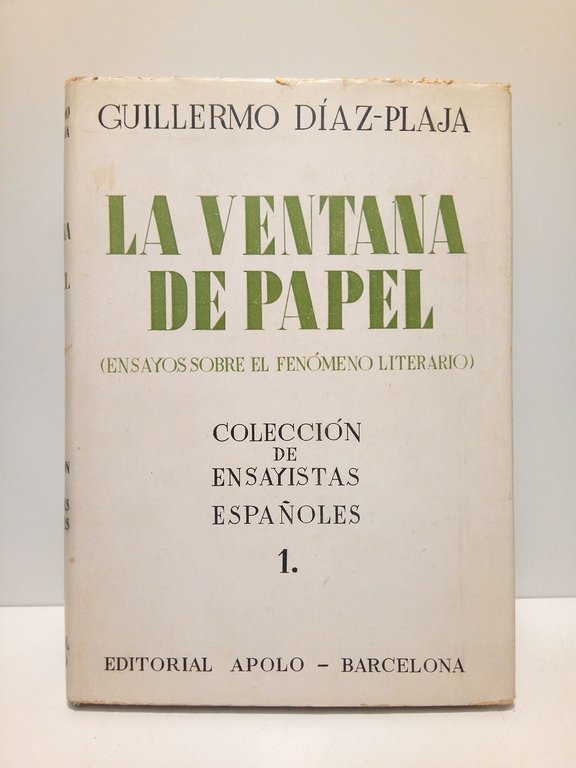 GUILLERMO DÍAZ-PLAJA
LA VENTANA
DE PAPEL
(ENSAYOS SOBRE EL FENÓMENO LITERARIO)
COLECCIÓN
DE
ENSAYISTAS
ESPAÑOLES
1.
EDITORIAL APOLO - BARCELONA